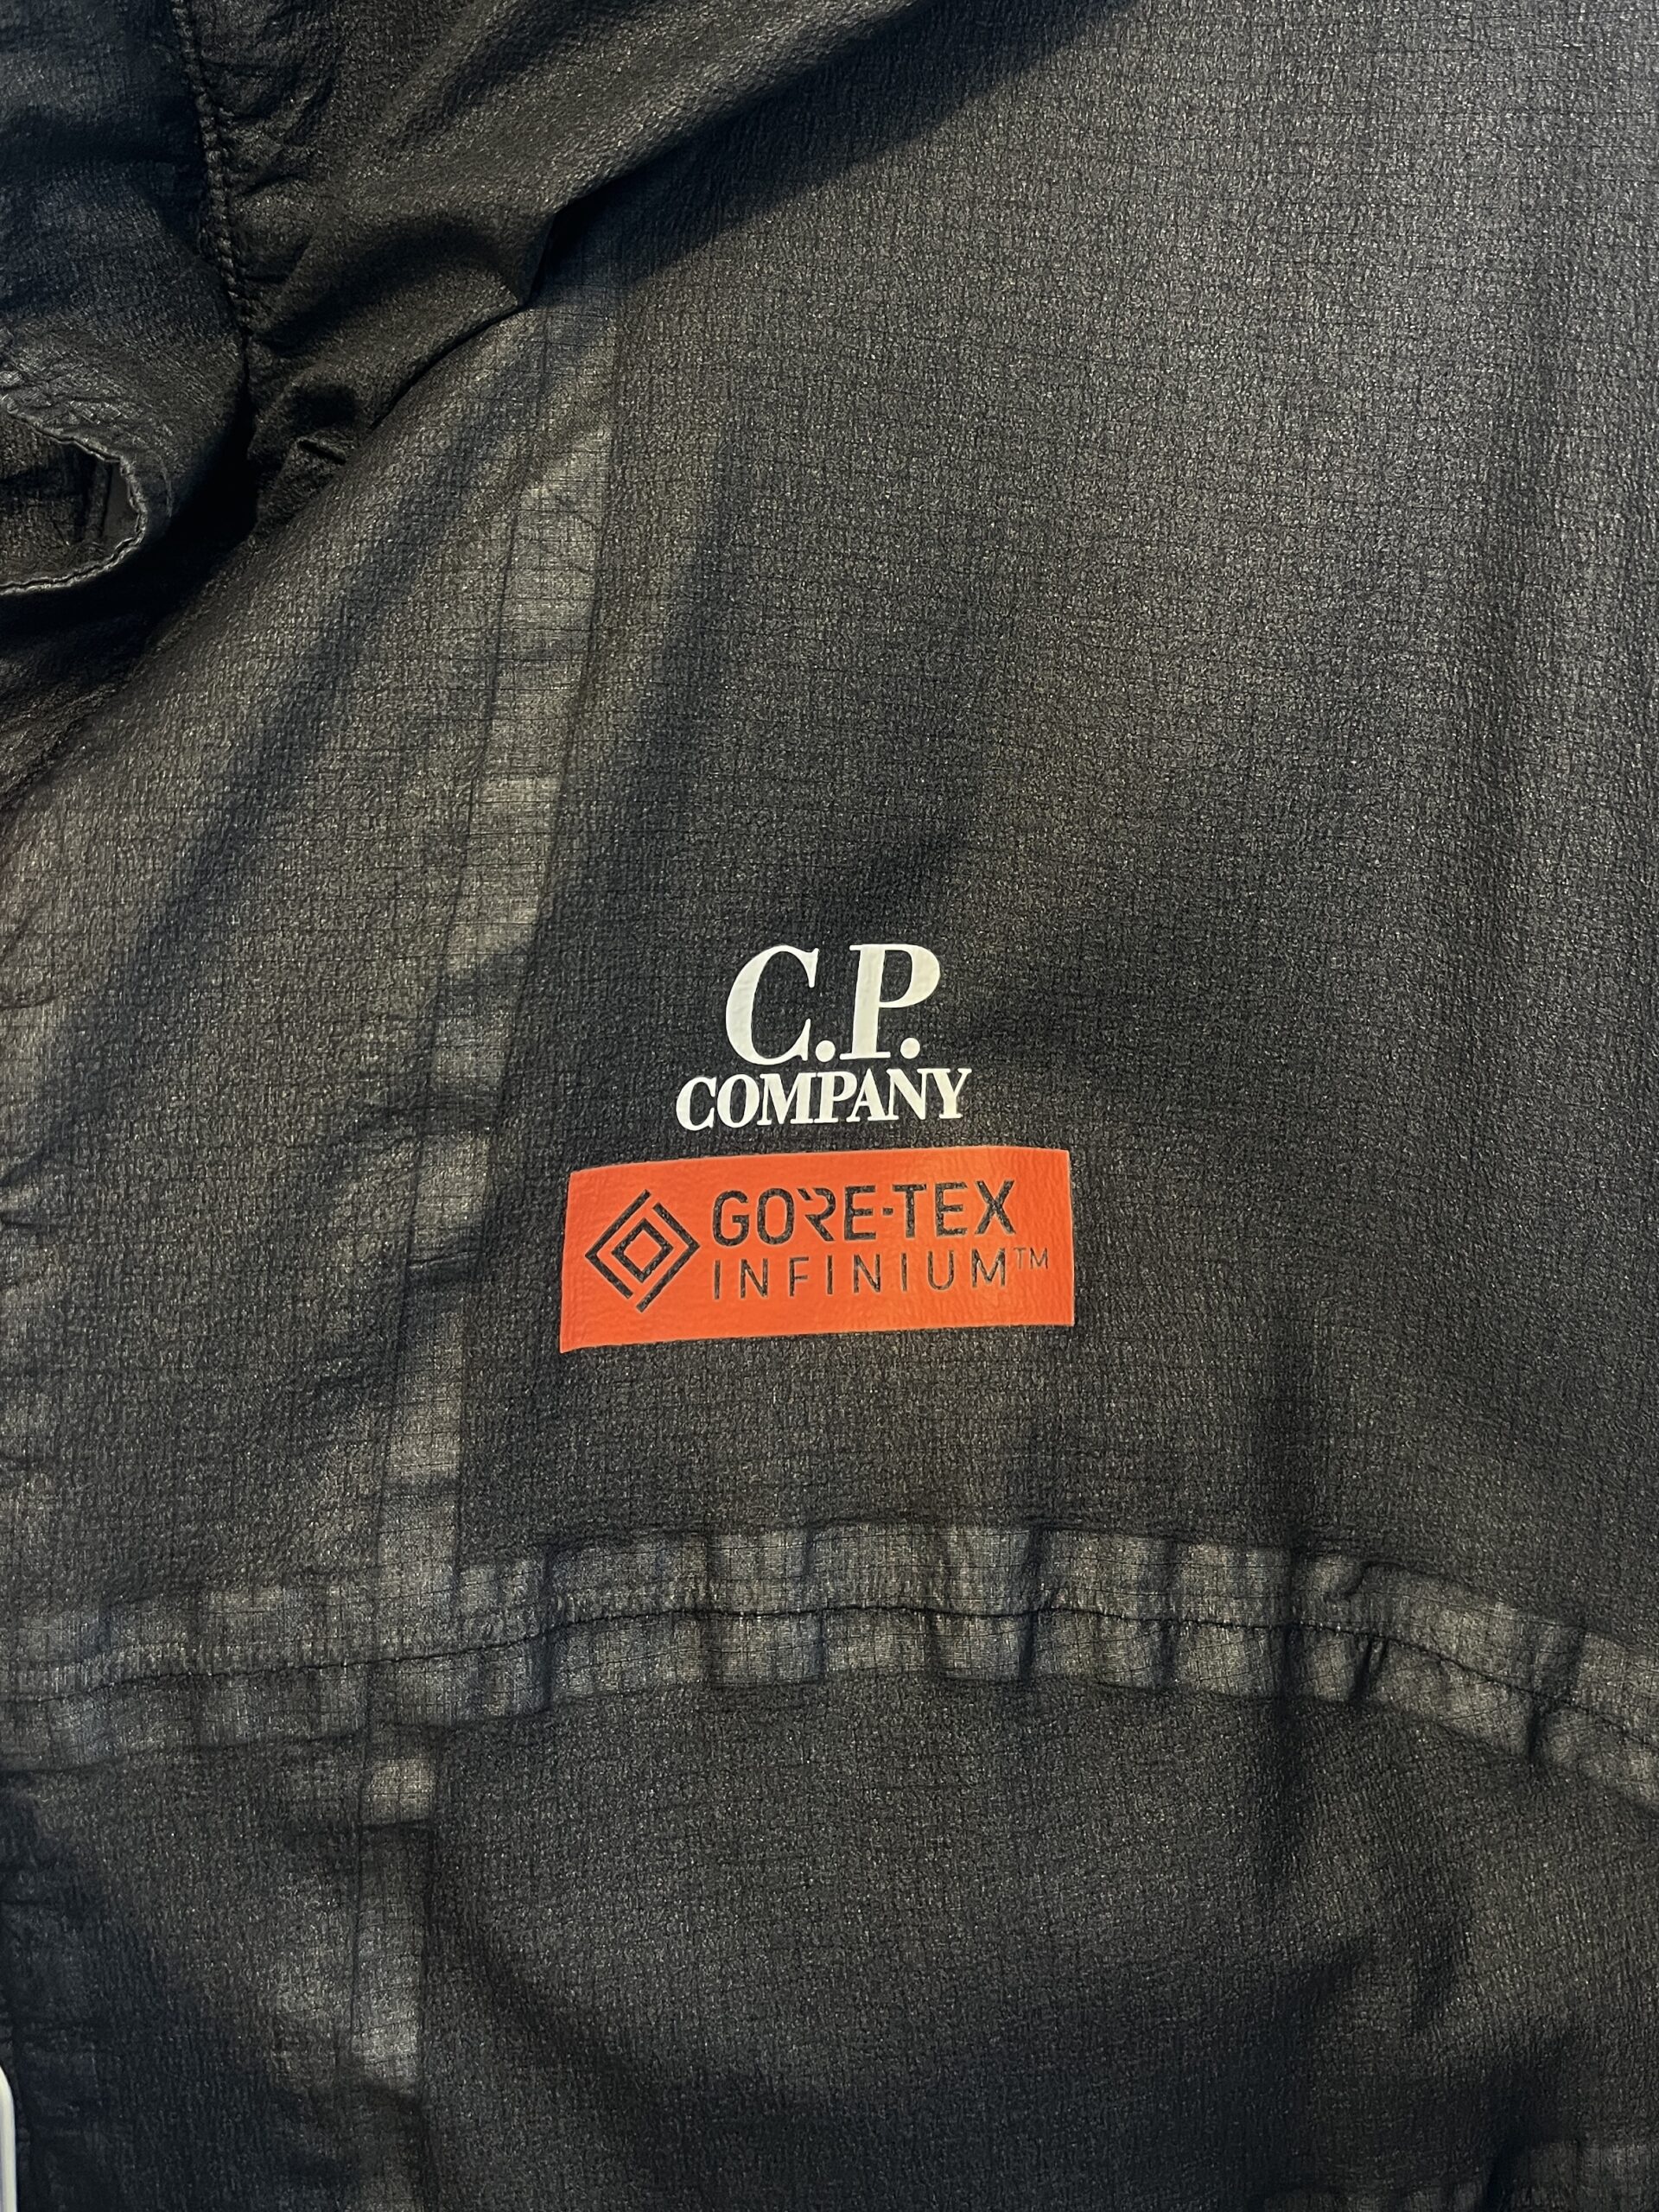 C.P.
COMPANY
GORE-TEX
INFINIUM™